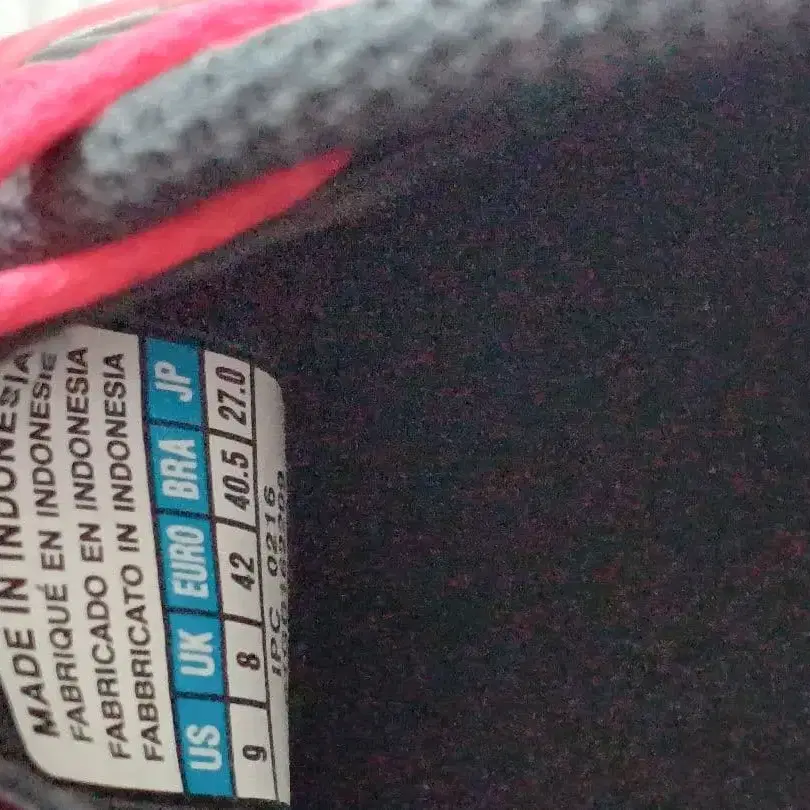 MADE IN INDONESIA
FABRIQUÉ EN INDONESIE
FABRICADO EN INDONESIA
FABBRICATO IN INDONESIA
US UK EURO BRA JP
9 8 42 40.5 27.0
IPC 0216